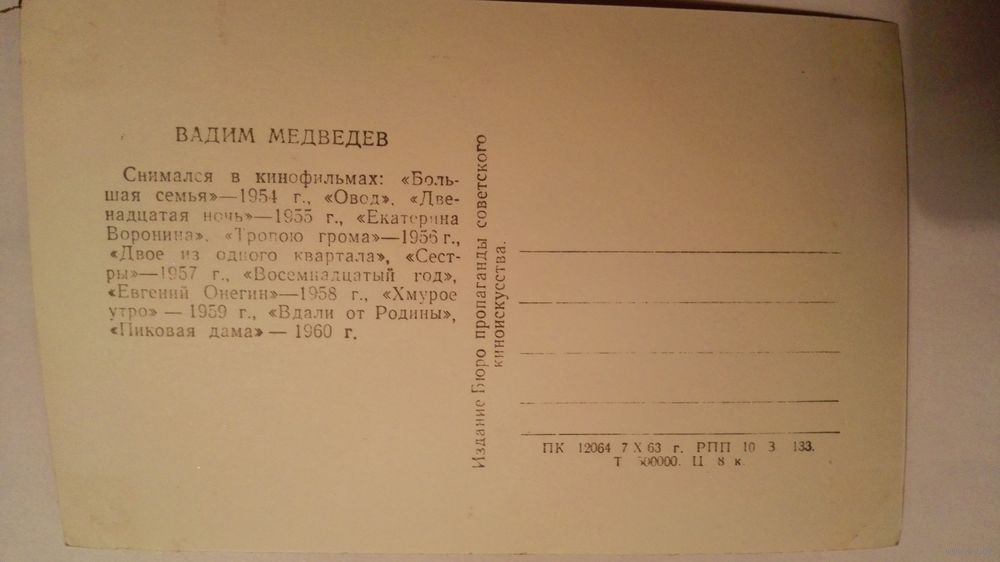 ВАДИМ МЕДВЕДЕВ
Снимался в кинофильмах: «Боль-
шая семья»—1954 г., «Овод», «Две-
надцатая ночь»—1955 г., «Екатерина
Воронина», «Тропою грома»—1956 г.,
«Двое из одного квартала», «Сест-
ры»—1957 г., «Восемнадцатый год»,
«Евгений Онегин»—1958 г., «Хмурое
утро» — 1959 г., «Вдали от Родины»,
«Пиковая дама» — 1960 г.
Издание Бюро пропаганды советского
киноискусства.
ПК 12064 7 X 63 г. РПП 10 З 133.
Т 500000. Ц 8 к.